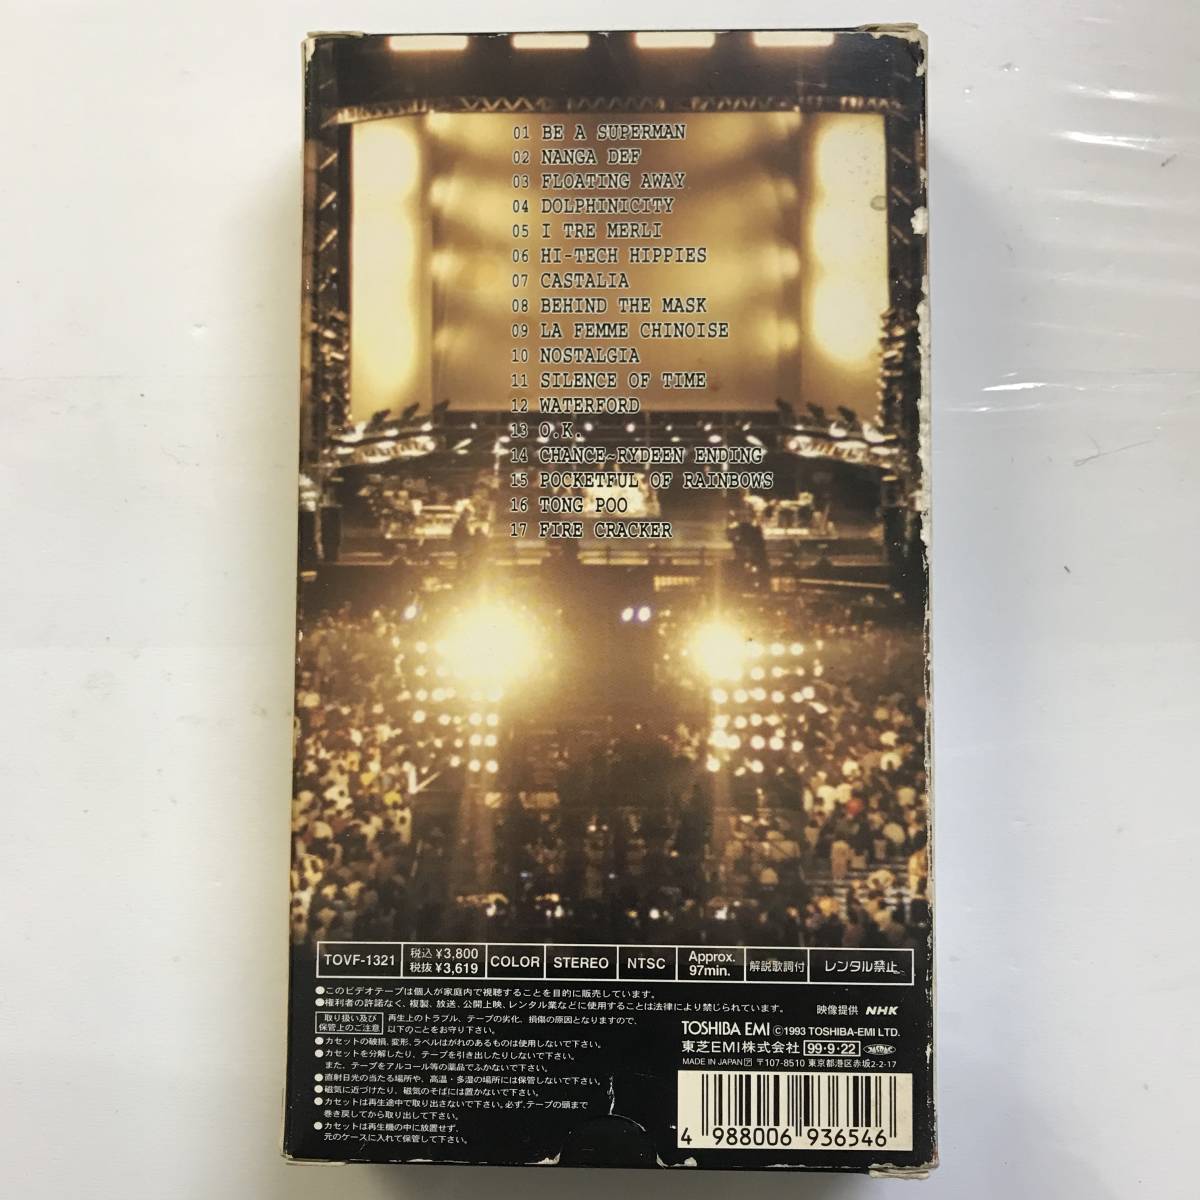 01 BE A SUPERMAN
02 NANGA DEF
03 FLOATING AWAY
04 DOLPHINICITY
05 I TRE MERLI
06 HI-TECH HIPPIES
07 CASTALIA
08 BEHIND THE MASK
09 LA FEMME CHINOISE
10 NOSTALGIA
11 SILENCE OF TIME
12 WATERFORD
13 O.K.
14 CHANCE~RYDEEN ENDING
15 POCKETFUL OF RAINBOWS
16 TONG POO
17 FIRE CRACKER
TOVF-1321 税込 ¥3,800 税抜 ¥3,619 COLOR STEREO NTSC Approx. 97min. 解説歌詞付 レンタル禁止
●このビデオテープは個人が家庭内で視聴することを目的に販売しています。
●権利者の許諾なく、複製、放送、公開上映、レンタル業などに使用することは法律により禁じられています。
映像提供 NHK
取り扱い及び保管上のご注意 再生上のトラブル、テープの劣化、損傷の原因となりますので、
以下のことをお守り下さい。
●カセットの破損、変形、ラベルはがれのあるものは使用しないで下さい。
●カセットを分解したり、テープを引き出したりしないで下さい。
また、テープをアルコール等の薬品でふかないで下さい。
●直射日光の当たる場所や、高温・多湿の場所には保管しないで下さい。
●磁気に近づけたり、磁気のそばには置かないで下さい。
●カセットは再生途中で取り出さないで下さい。必ず、テープの頭まで
巻き戻してから取り出して下さい。
●カセットは再生機の中に放置せず、
元のケースに入れて保管して下さい。
TOSHIBA EMI ©1993 TOSHIBA-EMI LTD.
東芝EMI株式会社 99・9・22
MADE IN JAPAN 〒107-8510 東京都港区赤坂2-2-17
4 988006 936546